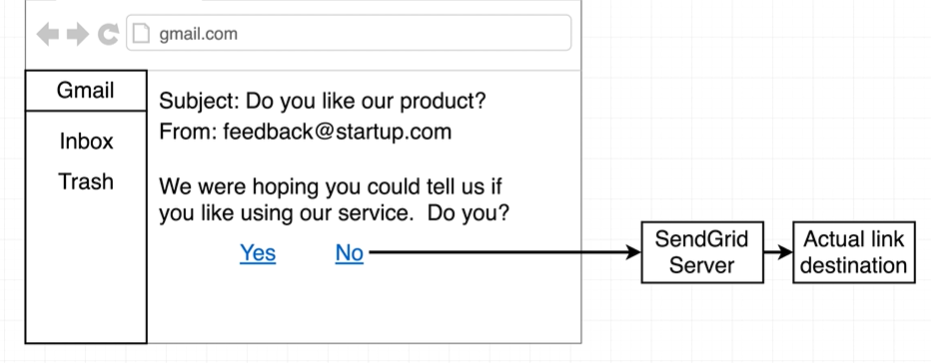 gmail.com
Gmail
Inbox
Trash
Subject: Do you like our product?
From: feedback@startup.com
We were hoping you could tell us if
you like using our service. Do you?
Yes No
SendGrid
Server
Actual link
destination